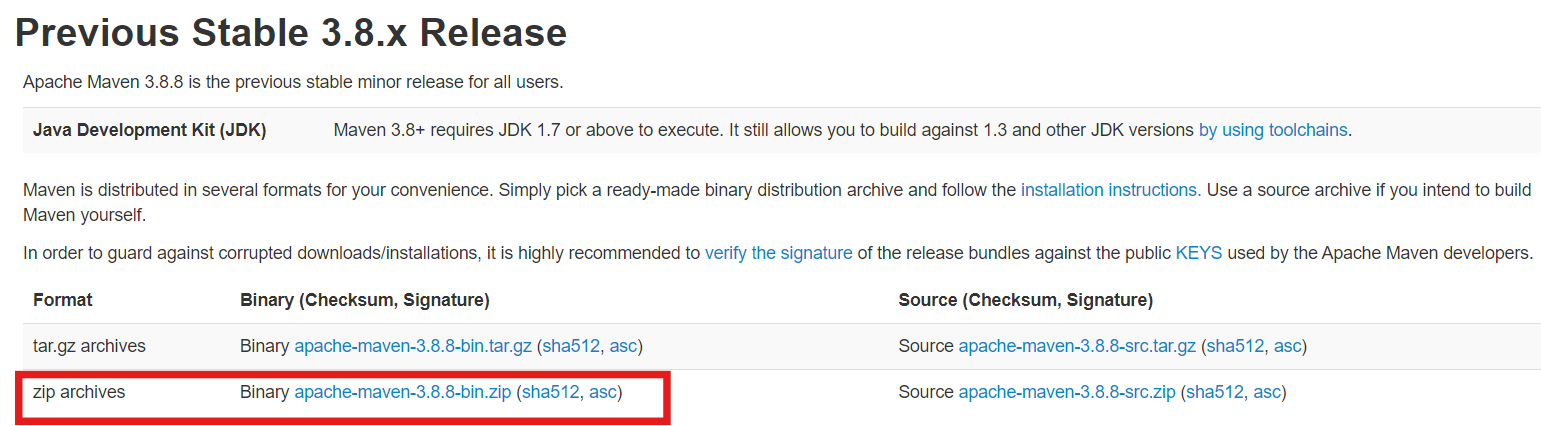 Previous Stable 3.8.x Release
Apache Maven 3.8.8 is the previous stable minor release for all users.
Java Development Kit (JDK) Maven 3.8+ requires JDK 1.7 or above to execute. It still allows you to build against 1.3 and other JDK versions by using toolchains.
Maven is distributed in several formats for your convenience. Simply pick a ready-made binary distribution archive and follow the installation instructions. Use a source archive if you intend to build
Maven yourself.
In order to guard against corrupted downloads/installations, it is highly recommended to verify the signature of the release bundles against the public KEYS used by the Apache Maven developers.
Format Binary (Checksum, Signature) Source (Checksum, Signature)
tar.gz archives Binary apache-maven-3.8.8-bin.tar.gz (sha512, asc) Source apache-maven-3.8.8-src.tar.gz (sha512, asc)
zip archives Binary apache-maven-3.8.8-bin.zip (sha512, asc) Source apache-maven-3.8.8-src.zip (sha512, asc)